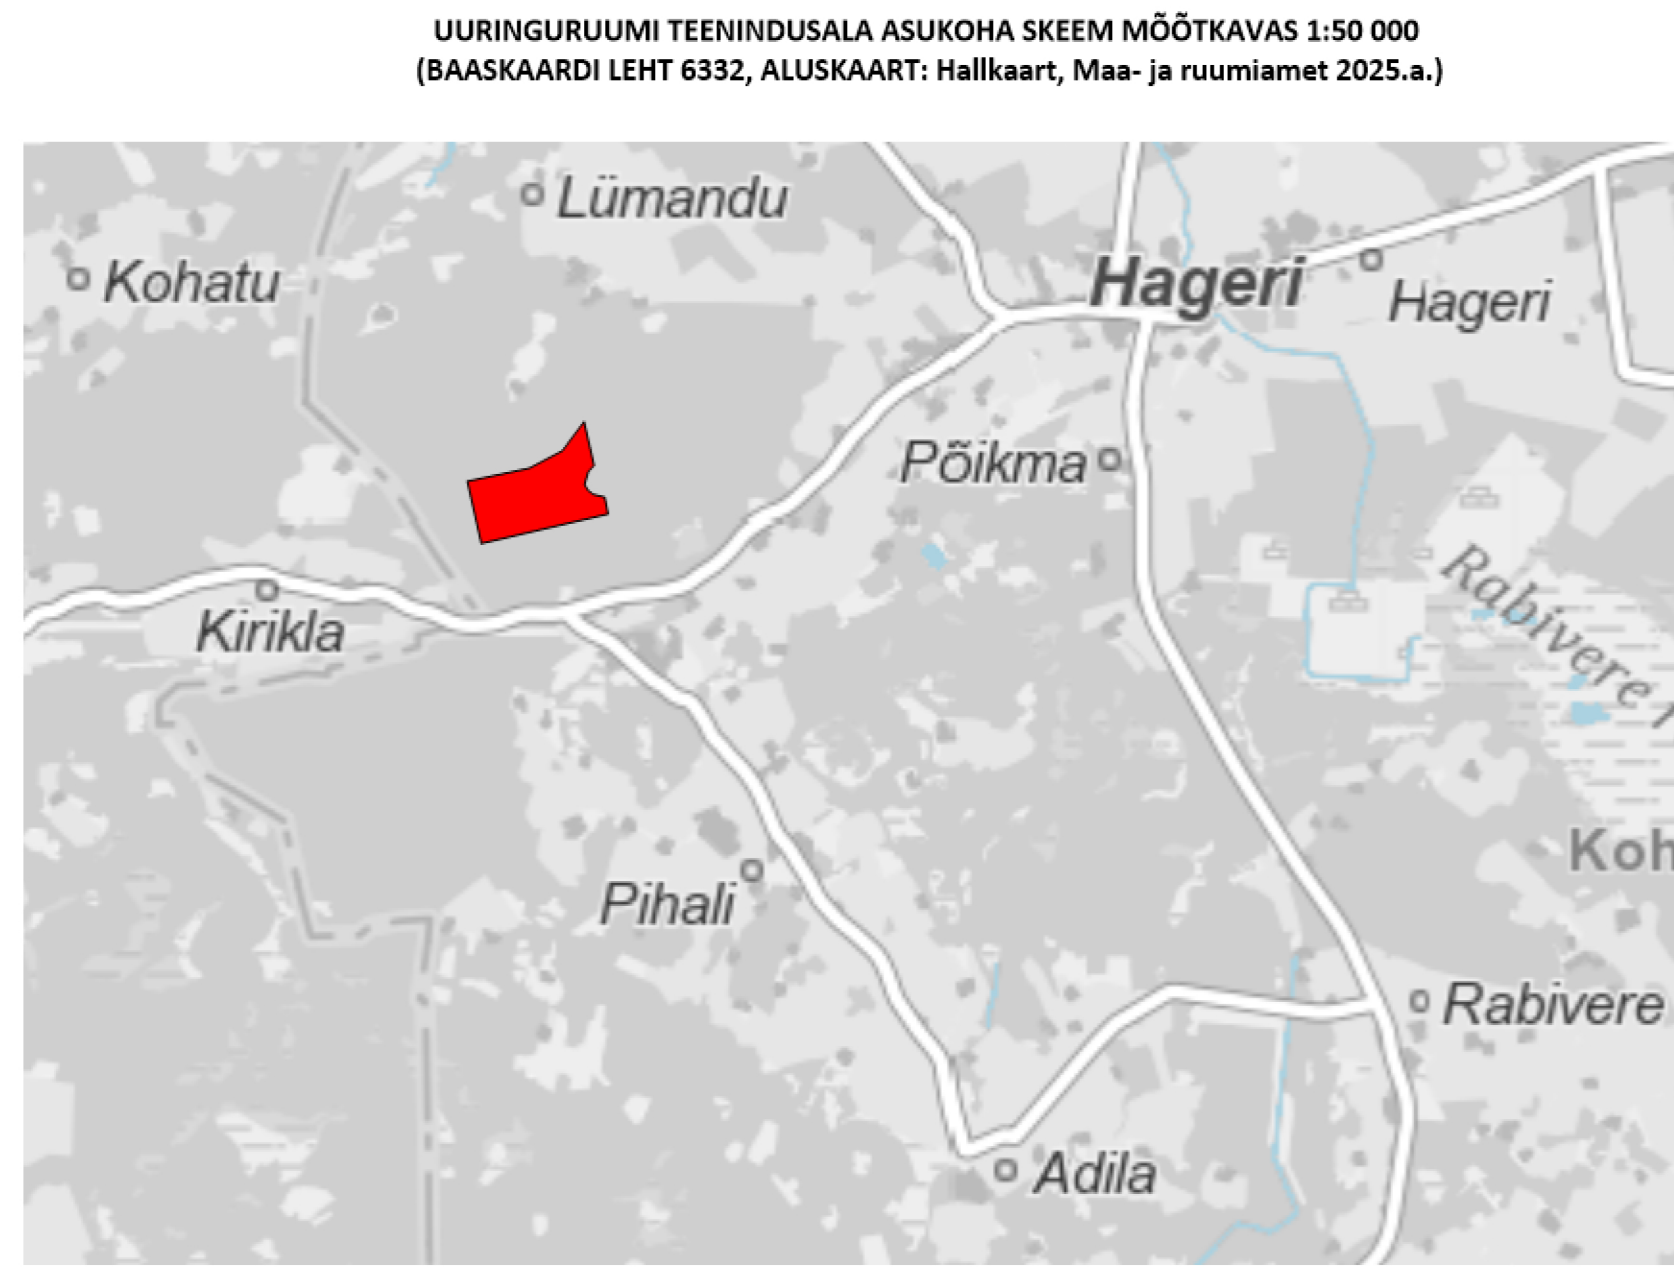 UURINGURUUMI TEENINDUSALA ASUKOHA SKEEM MÕÕTKAVAS 1:50 000
(BAASKAARDI LEHT 6332, ALUSKAART: Hallkaart, Maa- ja ruumiamet 2025.a.)
Lümandu
Kohatu
Hageri
Hageri
Põikma
Kirikla
Rabivere
Koh
Pihali
Rabivere
Adila